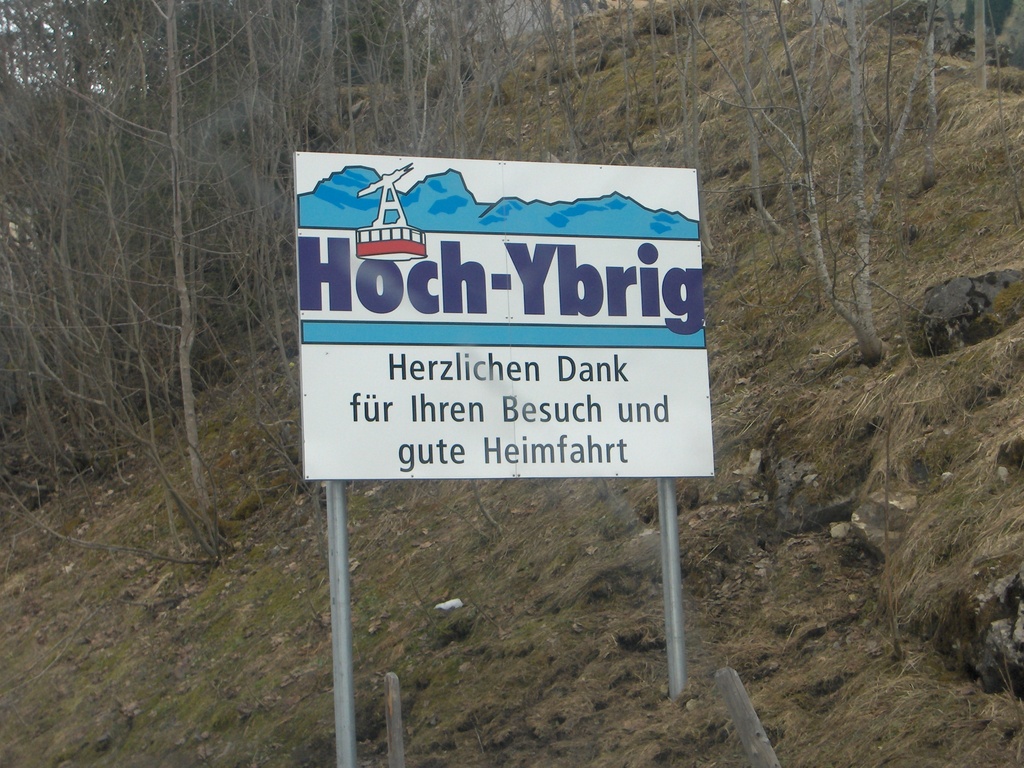 Hoch-Ybrig
Herzlichen Dank
für Ihren Besuch und
gute Heimfahrt